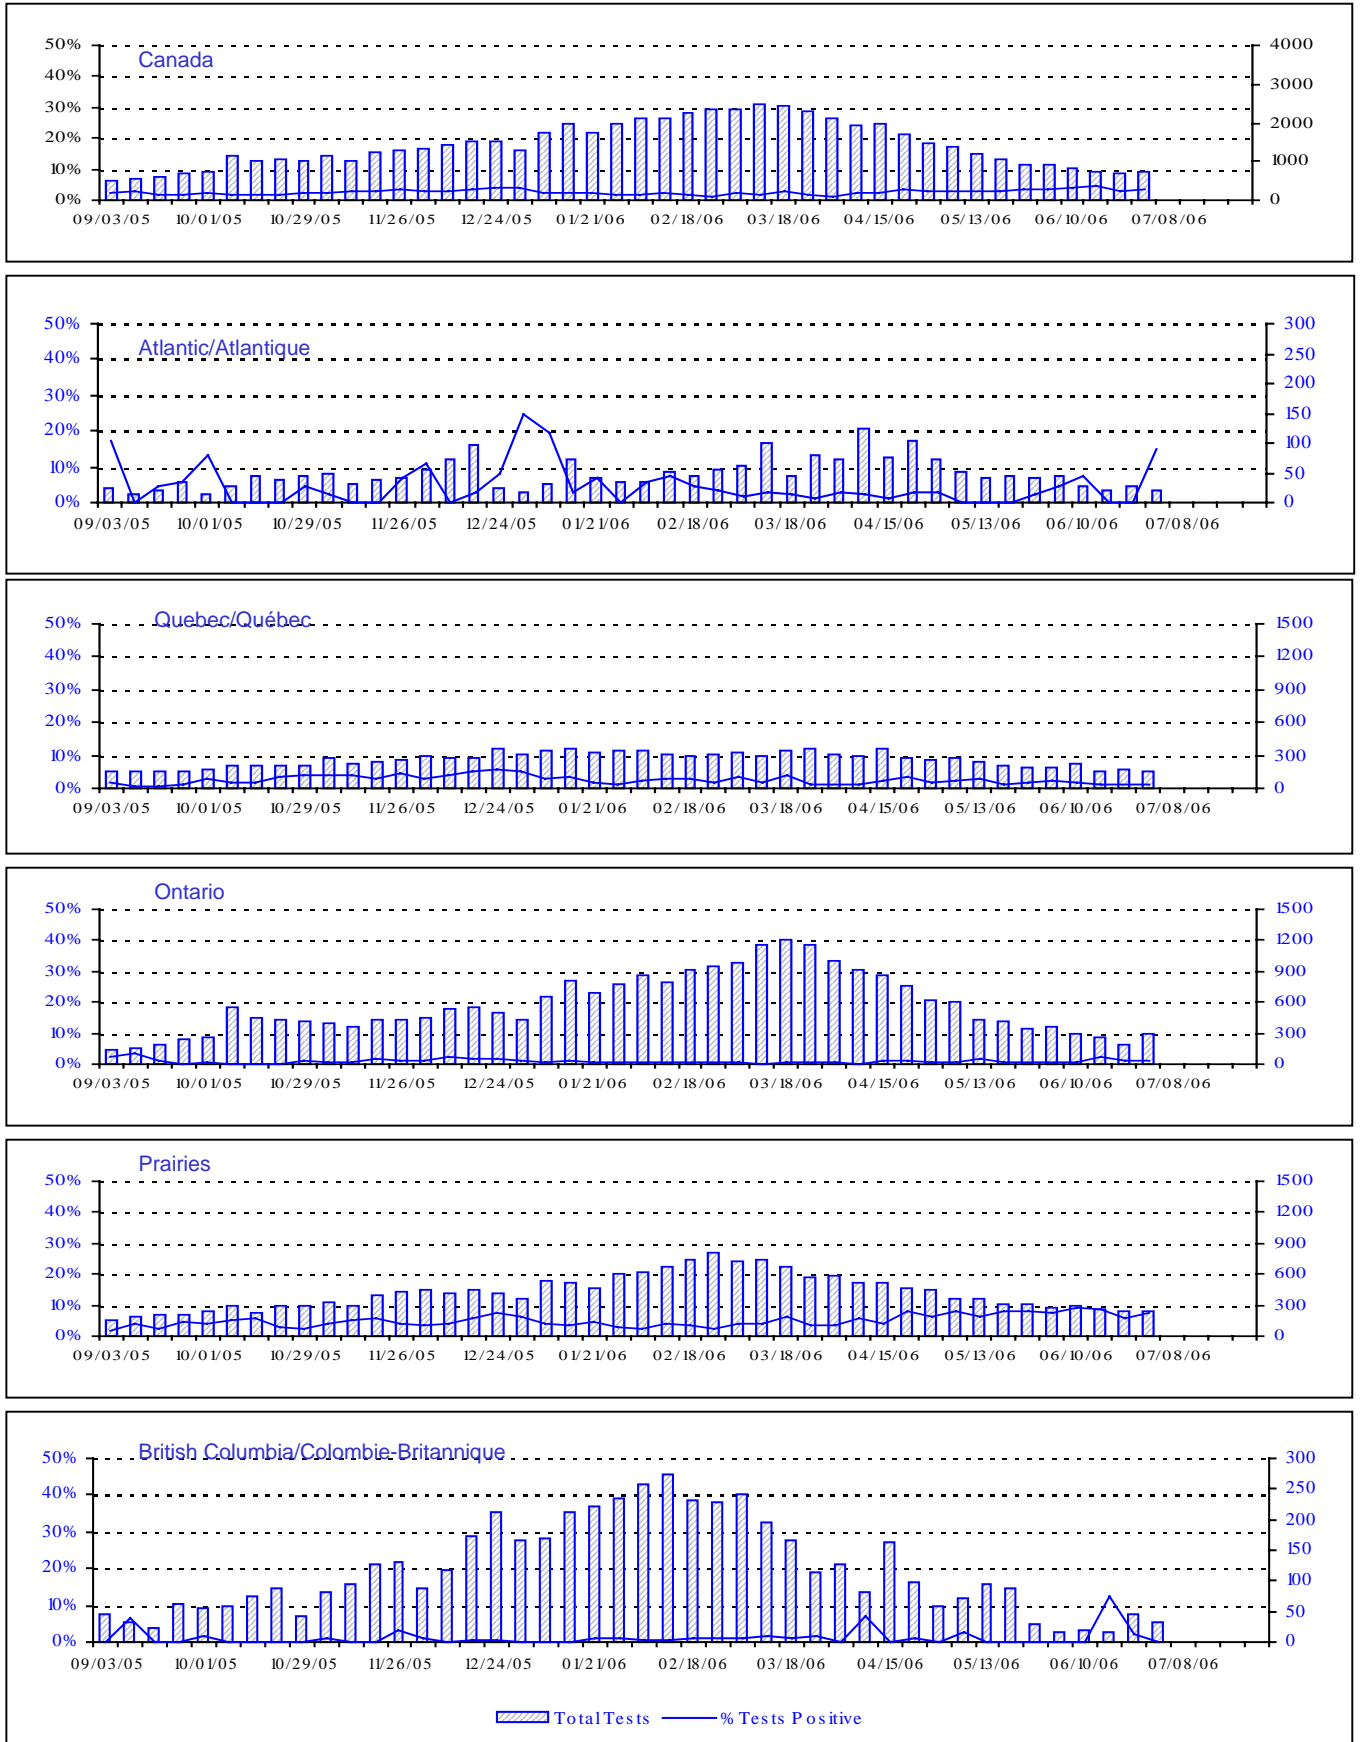 Canada
50% 4000
40% 3000
30%
20% 2000
10% 1000
0% 0
09/03/05 10/01/05 10/29/05 11/26/05 12/24/05 01/21/06 02/18/06 03/18/06 04/15/06 05/13/06 06/10/06 07/08/06
Atlantic/Atlantique
50% 300
250
40% 200
30% 150
20% 100
10% 50
0% 0
09/03/05 10/01/05 10/29/05 11/26/05 12/24/05 01/21/06 02/18/06 03/18/06 04/15/06 05/13/06 06/10/06 07/08/06
Quebec/Québec
50% 1500
40% 1200
30% 900
20% 600
10% 300
0% 0
09/03/05 10/01/05 10/29/05 11/26/05 12/24/05 01/21/06 02/18/06 03/18/06 04/15/06 05/13/06 06/10/06 07/08/06
Ontario
50% 1500
40% 1200
30% 900
20% 600
10% 300
0% 0
09/03/05 10/01/05 10/29/05 11/26/05 12/24/05 01/21/06 02/18/06 03/18/06 04/15/06 05/13/06 06/10/06 07/08/06
Prairies
50% 1500
40% 1200
30% 900
20% 600
10% 300
0% 0
09/03/05 10/01/05 10/29/05 11/26/05 12/24/05 01/21/06 02/18/06 03/18/06 04/15/06 05/13/06 06/10/06 07/08/06
British Columbia/Colombie-Britannique
50% 300
40% 250
30% 200
150
20% 100
10% 50
0% 0
09/03/05 10/01/05 10/29/05 11/26/05 12/24/05 01/21/06 02/18/06 03/18/06 04/15/06 05/13/06 06/10/06 07/08/06
Total Tests % Tests Positive